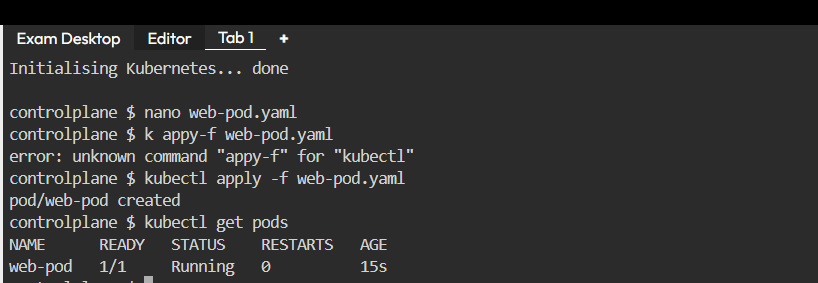 Exam Desktop Editor Tab 1 +
Initialising Kubernetes... done
controlplane $ nano web-pod.yaml
controlplane $ k appy-f web-pod.yaml
error: unknown command "appy-f" for "kubectl"
controlplane $ kubectl apply -f web-pod.yaml
pod/web-pod created
controlplane $ kubectl get pods
NAME READY STATUS RESTARTS AGE
web-pod 1/1 Running 0 15s